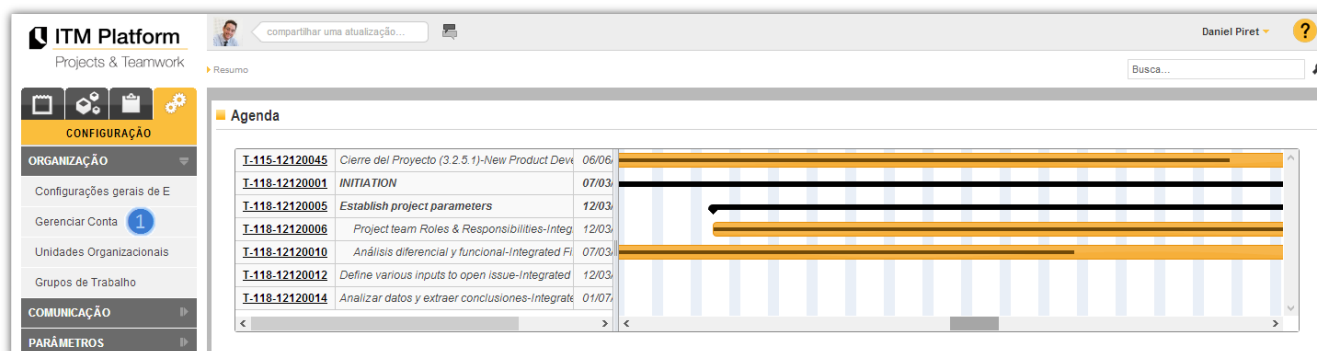 ITM Platform
Projects & Teamwork
compartilhar uma atualização...
Daniel Piret
?
Resumo
Busca...
CONFIGURAÇÃO
ORGANIZAÇÃO
Configurações gerais de E
Gerenciar Conta 1
Unidades Organizacionais
Grupos de Trabalho
COMUNICAÇÃO
PARÂMETROS
Agenda
T-115-12120045 Cierre del Proyecto (3.2.5.1)-New Product Deve 06/06/
T-118-12120001 INITIATION 07/03/
T-118-12120005 Establish project parameters 12/03/
T-118-12120006 Project team Roles & Responsibilities-Integ 12/03/
T-118-12120010 Análisis diferencial y funcional-Integrated Fi 07/03/
T-118-12120012 Define various inputs to open issue-Integrated 12/03/
T-118-12120014 Analizar datos y extraer conclusiones-Integrate 01/07/